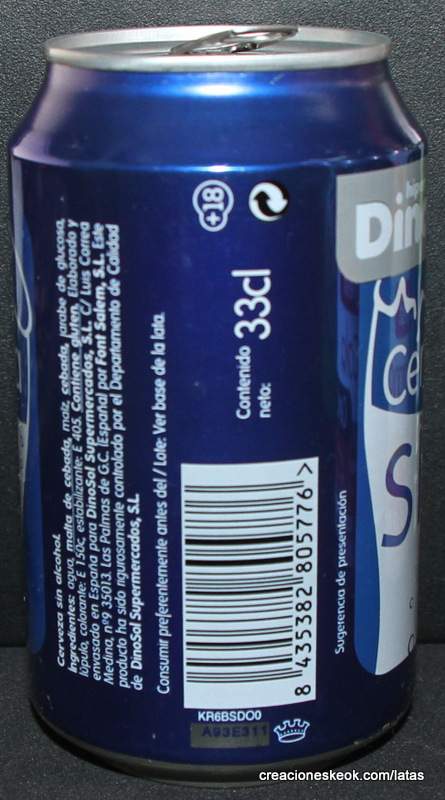 Cerveza sin alcohol.
Ingredientes: agua, malta de cebada, maíz, cebada, jarabe de glucosa,
lúpulo, colorante: E 150c, estabilizante: E 405. Contiene gluten. Elaborado y
envasado en España para DinoSol Supermercados, S.L. C/ Luis Correa
Medina, nº9 35013. Las Palmas de G.C. (España) por Font Salem, S.L. Este
producto ha sido rigurosamente controlado por el Departamento de Calidad
de DinoSol Supermercados, S.L
Consumir preferentemente antes del / Lote: Ver base de la lata.
+18
Contenido
neto: 33cl
8 435382 805776 >
KR6BSDO0
A93E311
Sugerencia de presentación
Din
Ce
S
creacioneskeok.com/latas